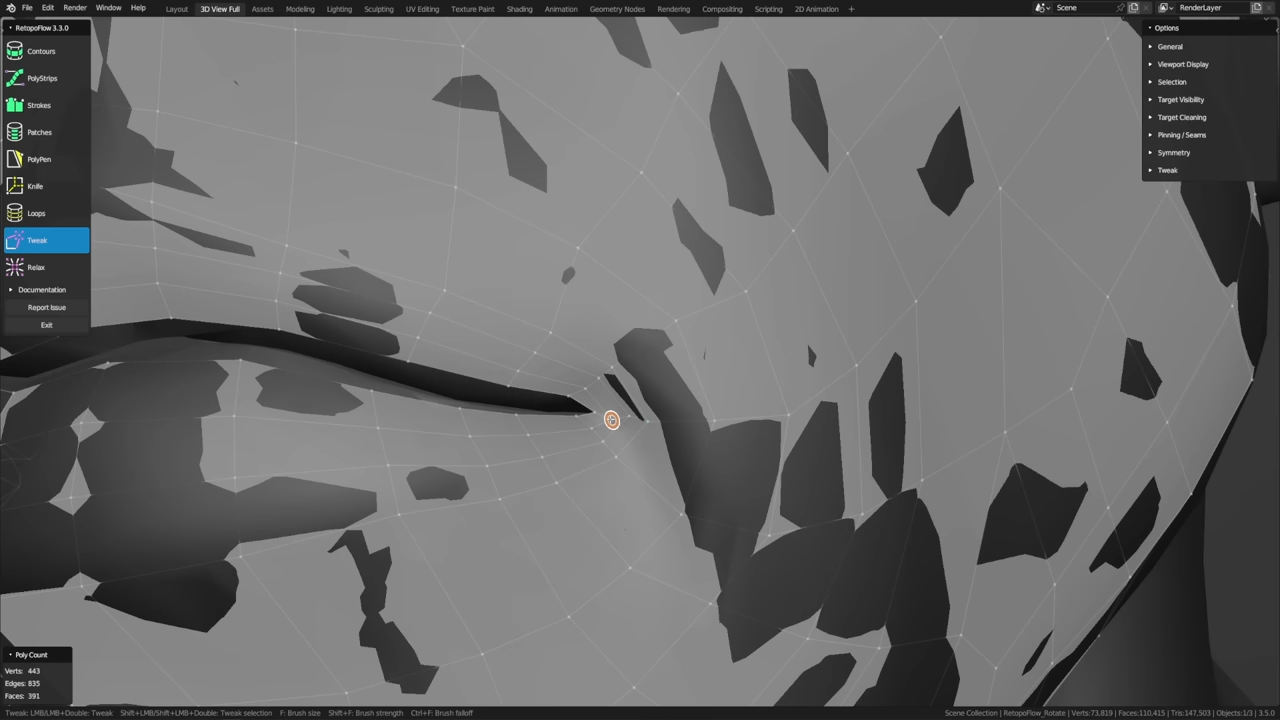 File Edit Render Window Help
Layout 3D View Full Assets Modeling Lighting Sculpting UV Editing Texture Paint Shading Animation Geometry Nodes Rendering Compositing Scripting 2D Animation +
Scene
RenderLayer
RetopoFlow 3.3.0
Contours
PolyStrips
Strokes
Patches
PolyPen
Knife
Loops
Tweak
Relax
Documentation
Report Issue
Exit
Options
General
Viewport Display
Selection
Target Visibility
Target Cleaning
Pinning / Seams
Symmetry
Tweak
Poly Count
Verts: 443
Edges: 835
Faces: 391
Tweak: LMB/LMB+Double: Tweak Shift+LMB/Shift+LMB+Double: Tweak selection F: Brush size Shift+F: Brush strength Ctrl+F: Brush falloff
Scene Collection | RetopoFlow_Rotate | Verts:73,819 | Faces:110,415 | Tris:147,503 | Objects:1/3 | 3.5.0